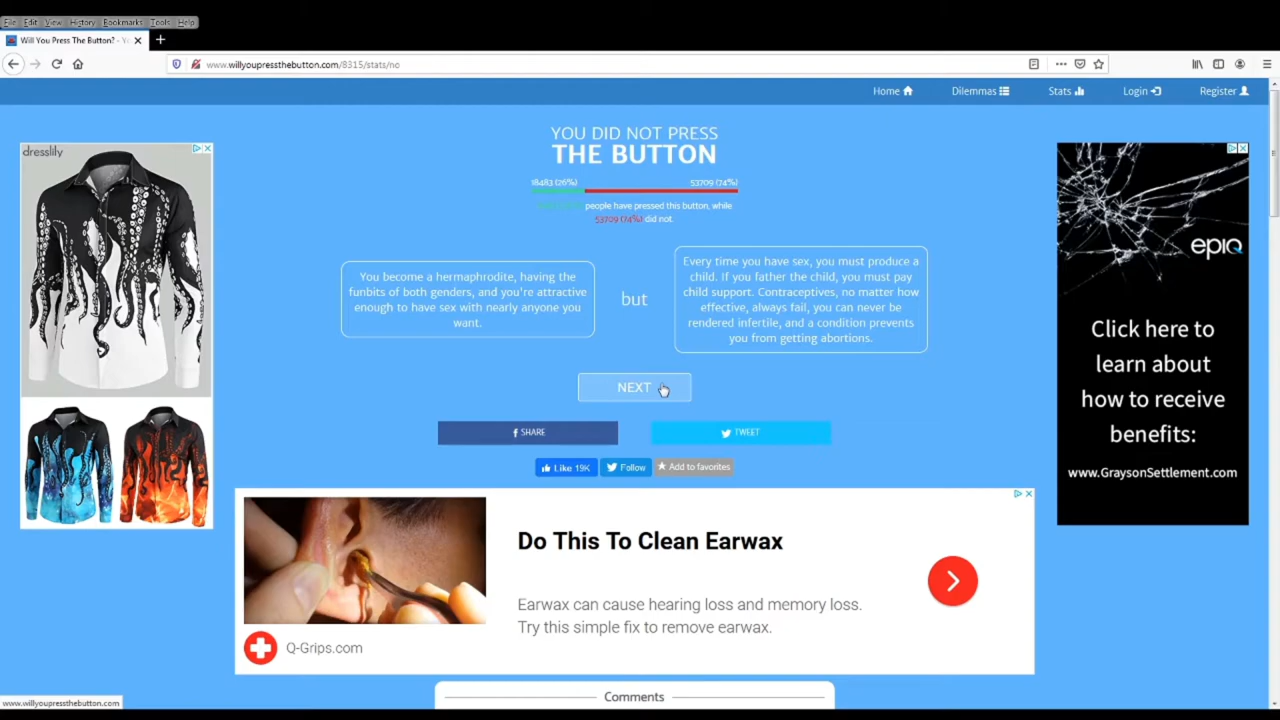 File Edit View History Bookmarks Tools Help
Will You Press The Button? - Yo
www.willyoupressthebutton.com/8315/stats/no
Home Dilemmas Stats Login Register
YOU DID NOT PRESS
THE BUTTON
18483 (26%) 53709 (74%)
people have pressed this button, while
53709 (74%) did not.
You become a hermaphrodite, having the
funbits of both genders, and you're attractive
enough to have sex with nearly anyone you
want.
but
Every time you have sex, you must produce a
child. If you father the child, you must pay
child support. Contraceptives, no matter how
effective, always fail, you can never be
rendered infertile, and a condition prevents
you from getting abortions.
NEXT
SHARE TWEET
Like 19K Follow Add to favorites
dresslily
epiq
Click here to
learn about
how to receive
benefits:
www.GraysonSettlement.com
Do This To Clean Earwax
Earwax can cause hearing loss and memory loss.
Try this simple fix to remove earwax.
Q-Grips.com
Comments
www.willyoupressthebutton.com